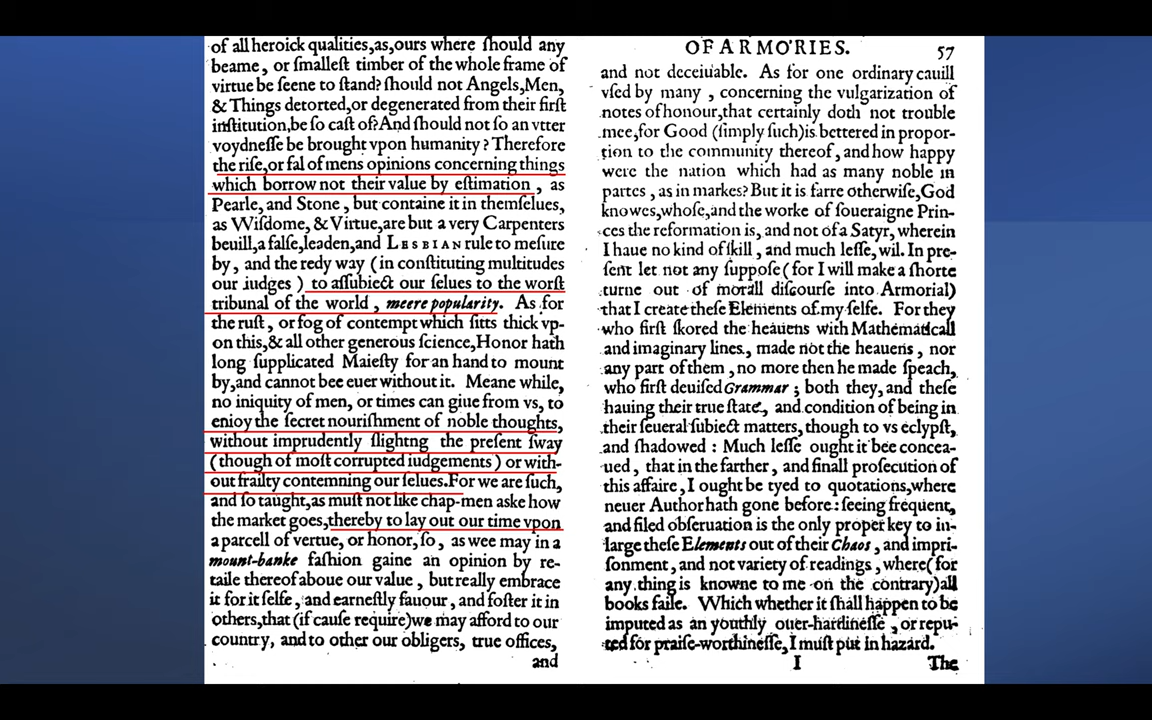 of all heroick qualities,as,ours where ſhould any
beame, or ſmalleſt timber of the whole frame of
virtue be ſeene to ſtand? ſhould not Angels,Men,
& Things detorted,or degenerated from their firſt
inſtitution,be ſo caſt of?And ſhould not ſo an vtter
voydneſſe be brought vpon humanity? Therefore
the riſe,or fal of mens opinions concerning things
which borrow not their value by eſtimation, as
Pearle, and Stone, but containe it in themſelues,
as Wiſdome, & Virtue,are but a very Carpenters
beuill,a falſe,leaden,and LESBIAN rule to meſure
by, and the redy way (in conſtituting multitudes
our iudges) to aſſubiect our ſelues to the worſt
tribunal of the world, meere popularity. As for
the ruſt, or fog of contempt which ſitts thick vp-
on this,& all other generous ſcience,Honor hath
long ſupplicated Maieſty for an hand to mount
by,and cannot bee euer without it. Meane while,
no iniquity of men, or times can giue from vs, to
enioy the ſecret nouriſhment of noble thoughts,
without imprudently ſlightng the preſent ſway
(though of moſt corrupted iudgements) or with-
out frailty contemning our ſelues.For we are ſuch,
and ſo taught,as muſt not like chap-men aske how
the market goes,thereby to lay out our time vpon
a parcell of vertue, or honor, ſo, as wee may in a
mount-banke faſhion gaine an opinion by re-
taile thereof aboue our value, but really embrace
it for it ſelfe, and earneſtly fauour, and foſter it in
others,that (if cauſe require)we may afford to our
country, and to other our obligers, true offices,
and
OF ARMORIES. 57
and not deceiuable. As for one ordinary cauill
vſed by many, concerning the vulgarization of
notes of honour,that certainly doth not trouble
mee,for Good (ſimply ſuch)is bettered in propor-
tion to the community thereof, and how happy
were the nation which had as many noble in
partes, as in markes? But it is farre otherwiſe,God
knowes,whoſe,and the worke of ſoueraigne Prin-
ces the reformation is, and not of a Satyr, wherein
I haue no kind of ſkill, and much leſſe, wil. In pre-
ſent let not any ſuppoſe (for I will make a ſhorte
turne out of morall diſcourſe into Armorial)
that I create theſe Elements of my ſelfe. For they
who firſt ſkored the heauens with Mathematicall
and imaginary lines, made not the heauens, nor
any part of them, no more then he made ſpeach,
who firſt deuiſed Grammar; both they, and theſe
hauing their true ſtate, and condition of being in
their ſeuerall ſubiect matters, though to vs eclypſt,
and ſhadowed: Much leſſe ought it bee concea-
ued, that in the farther, and finall proſecution of
this affaire, I ought be tyed to quotations,where
neuer Author hath gone before: ſeeing frequent,
and filed obſeruation is the only proper key to in-
large theſe Elements out of their Chaos, and impri-
ſonment, and not variety of readings, where(for
any thing is knowne to me on the contrary)all
books faile. Which whether it ſhall happen to be
imputed as an youthly ouer-hardineſſe, or repu-
ted for praiſe-worthineſſe, I muſt put in hazard.
I The